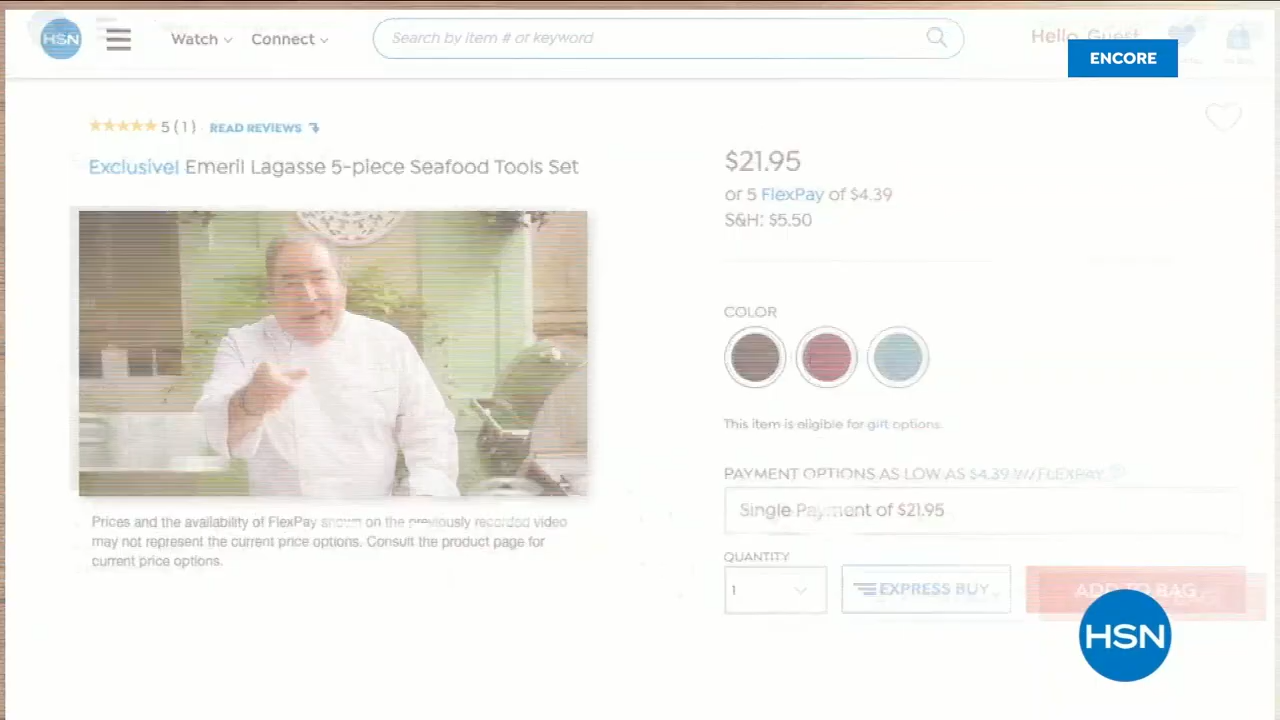 HSN
Watch
Connect
Search by item # or keyword
Hello, Guest
ENCORE
5 (1)
READ REVIEWS
Exclusive! Emeril Lagasse 5-piece Seafood Tools Set
$21.95
or 5 FlexPay of $4.39
S&H: $5.50
COLOR
This item is eligible for gift options.
PAYMENT OPTIONS AS LOW AS $4.39 W/FLEXPAY
Single Payment of $21.95
Prices and the availability of FlexPay shown on the previously recorded video
may not represent the current price options. Consult the product page for
current price options.
QUANTITY
1
EXPRESS BUY
ADD TO BAG
HSN